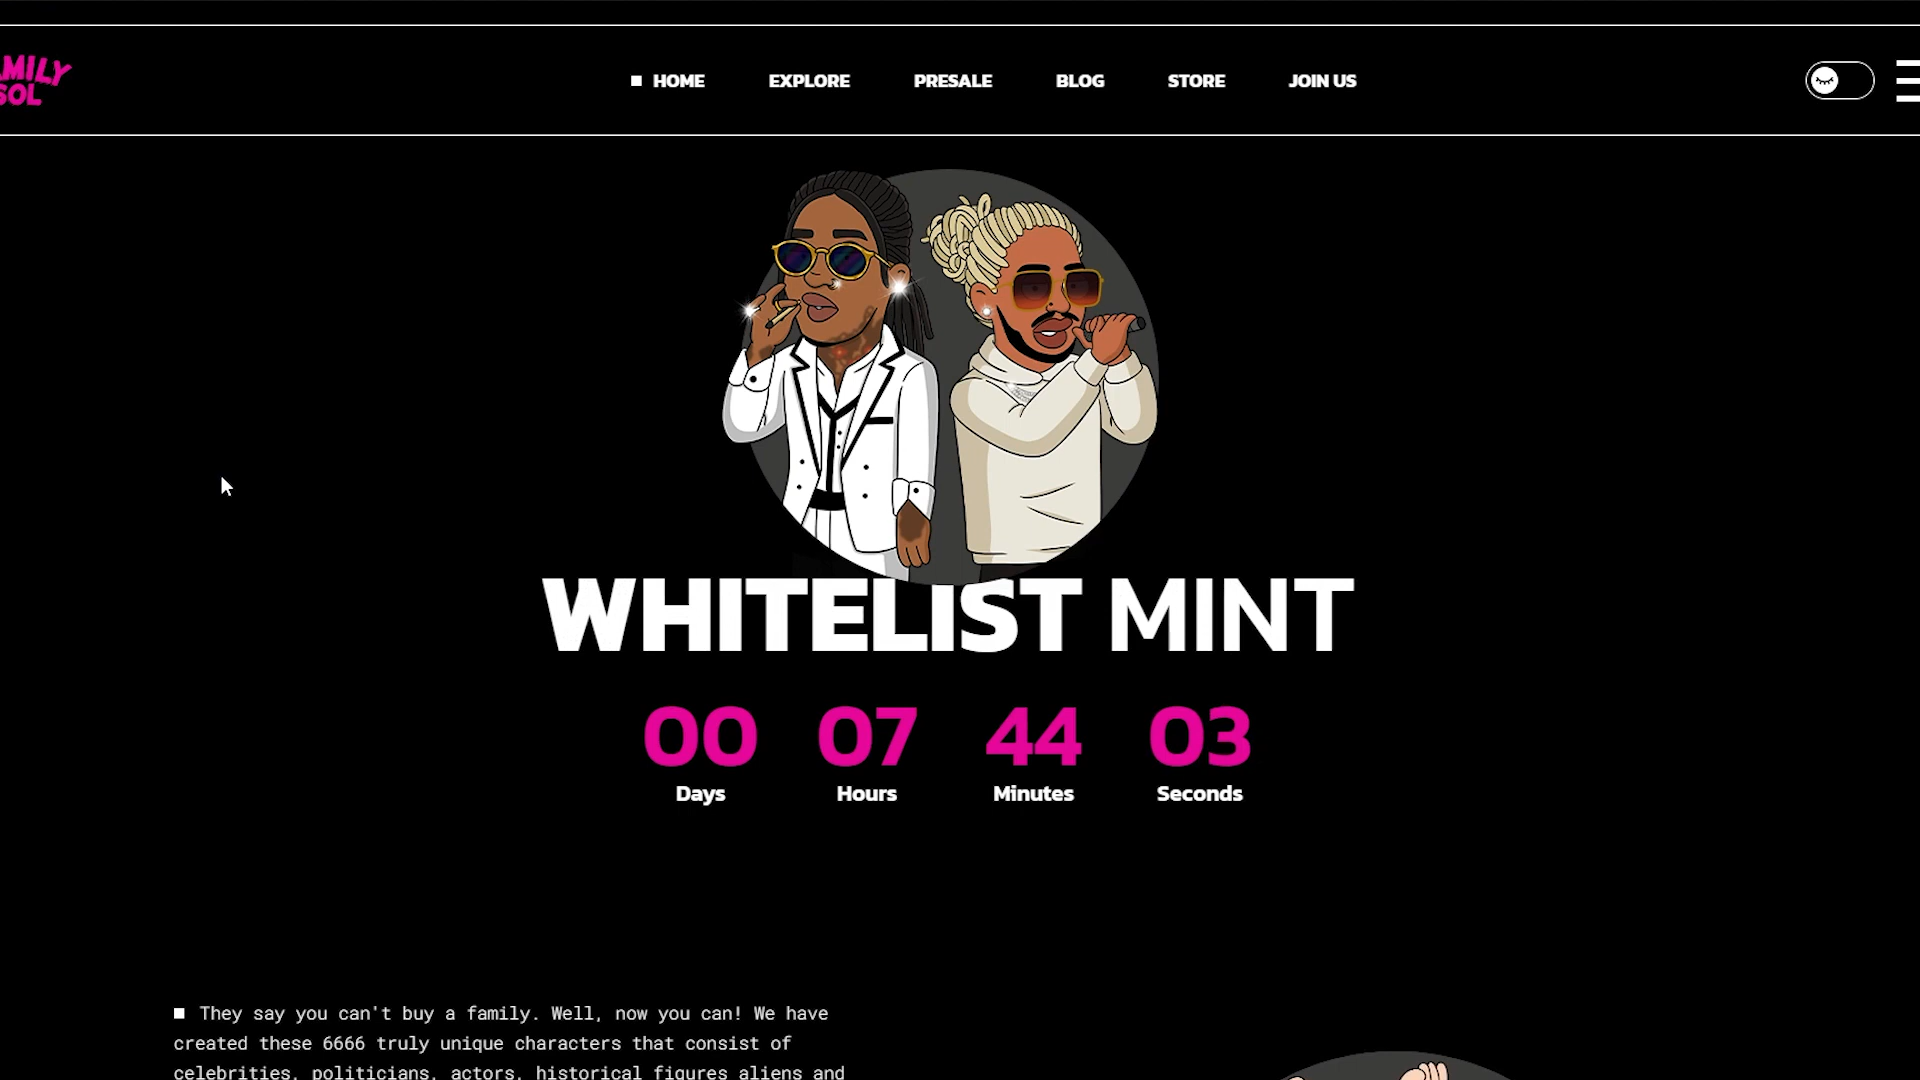 AMILY
SOL
HOME EXPLORE PRESALE BLOG STORE JOIN US
WHITELIST MINT
00 07 44 03
Days Hours Minutes Seconds
They say you can't buy a family. Well, now you can! We have
created these 6666 truly unique characters that consist of
celebrities, politicians, actors, historical figures aliens and